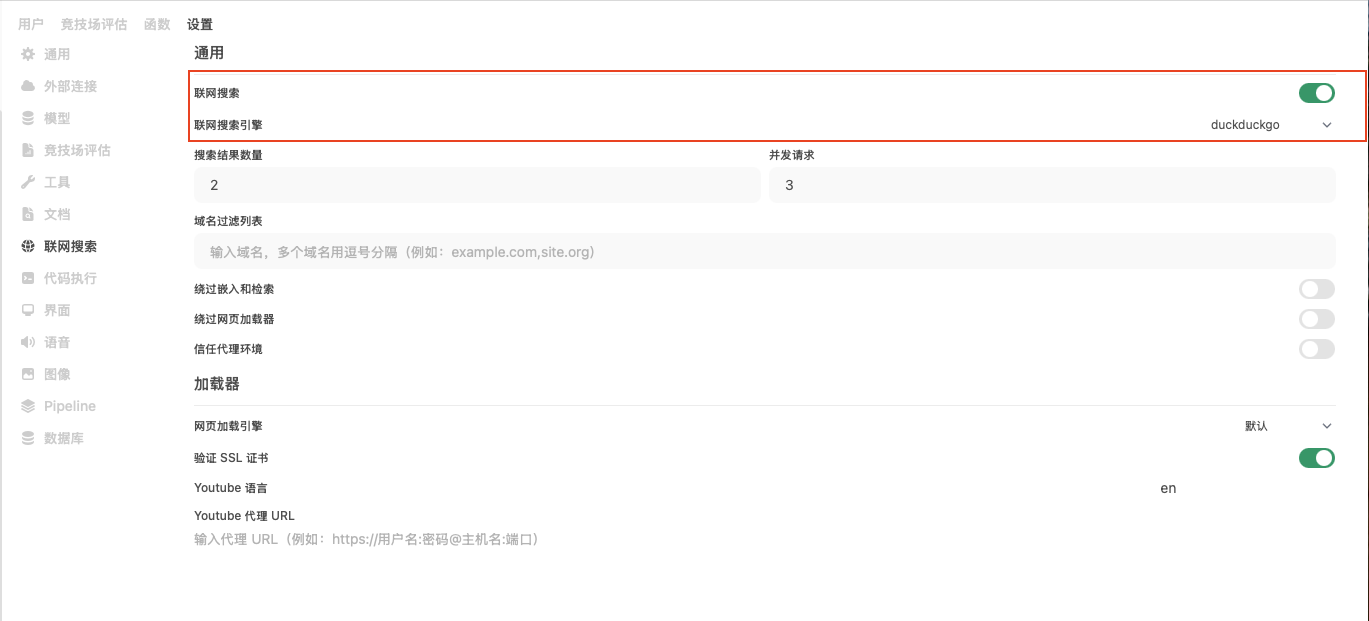 用户 竞技场评估 函数 设置
通用
外部连接
模型
竞技场评估
工具
文档
联网搜索
代码执行
界面
语音
图像
Pipeline
数据库
通用
联网搜索
联网搜索引擎 duckduckgo
搜索结果数量 并发请求
2 3
域名过滤列表
输入域名，多个域名用逗号分隔（例如：example.com,site.org）
绕过嵌入和检索
绕过网页加载器
信任代理环境
加载器
网页加载引擎 默认
验证 SSL 证书
Youtube 语言 en
Youtube 代理 URL
输入代理 URL（例如：https://用户名:密码@主机名:端口）